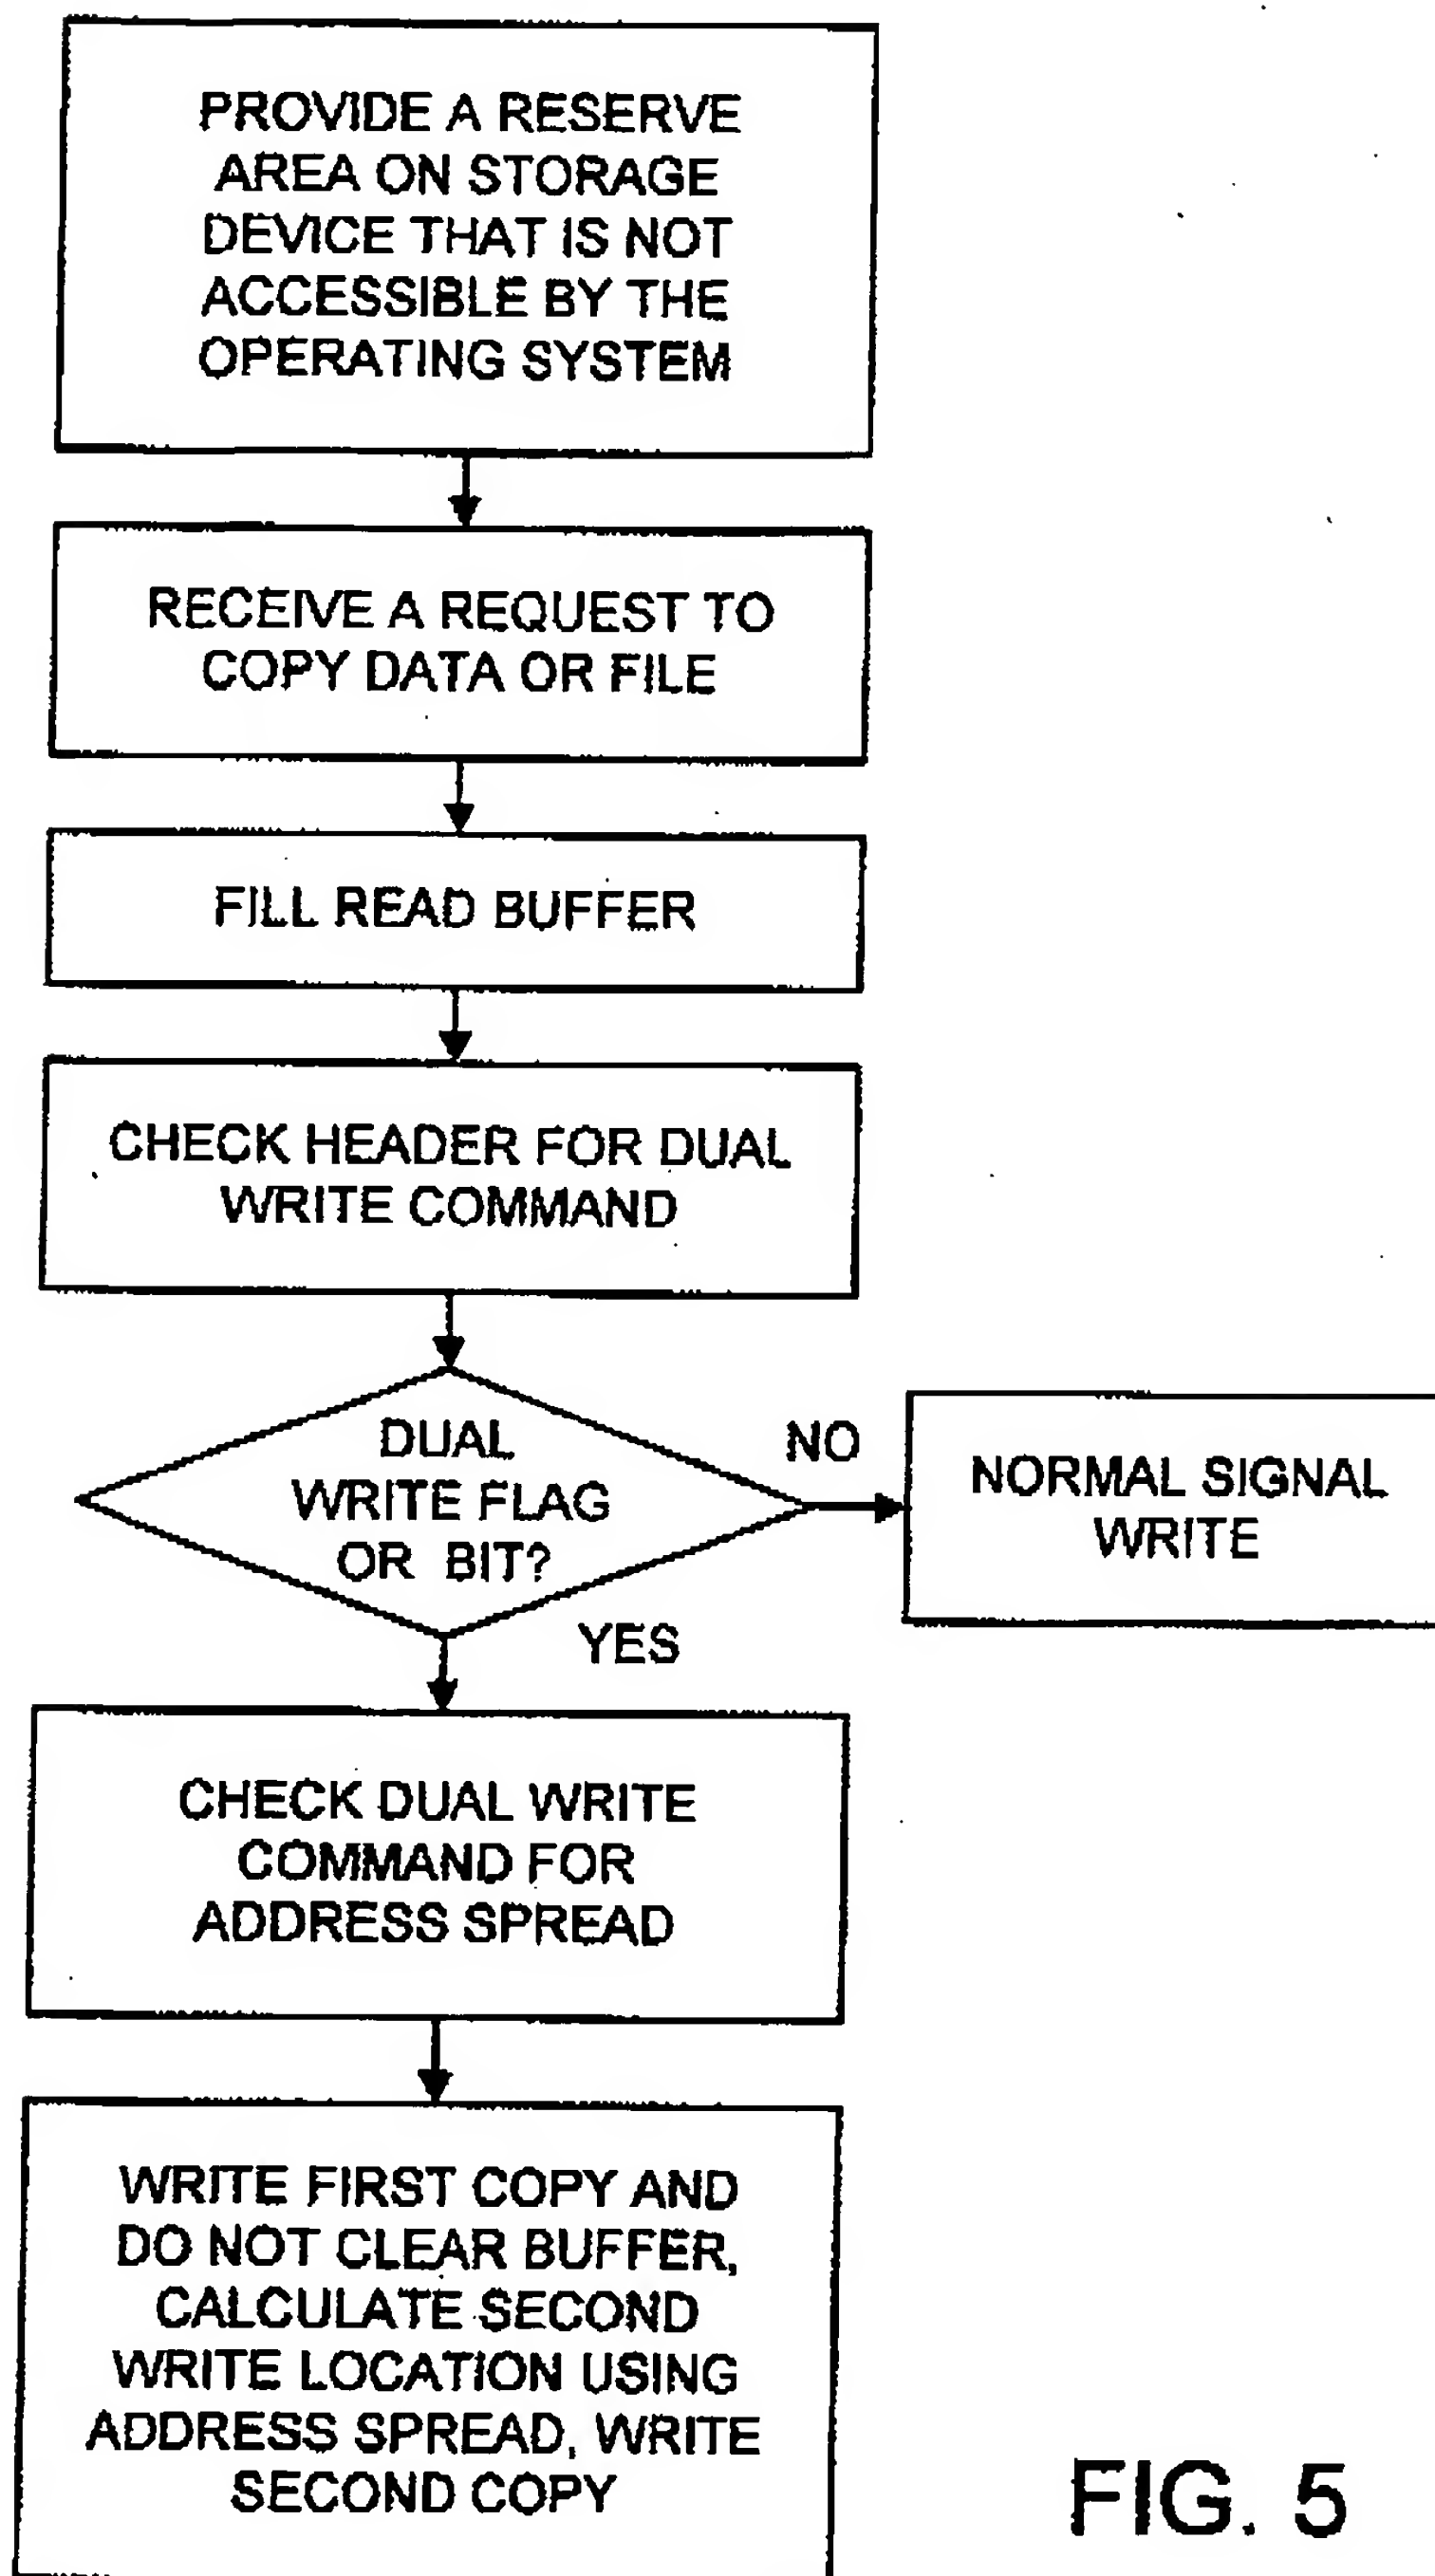 PROVIDE A RESERVE
AREA ON STORAGE
DEVICE THAT IS NOT
ACCESSIBLE BY THE
OPERATING SYSTEM
RECEIVE A REQUEST TO
COPY DATA OR FILE
FILL READ BUFFER
CHECK HEADER FOR DUAL
WRITE COMMAND
DUAL
WRITE FLAG
OR BIT?
NO
NORMAL SIGNAL
WRITE
YES
CHECK DUAL WRITE
COMMAND FOR
ADDRESS SPREAD
WRITE FIRST COPY AND
DO NOT CLEAR BUFFER,
CALCULATE SECOND
WRITE LOCATION USING
ADDRESS SPREAD, WRITE
SECOND COPY
FIG. 5